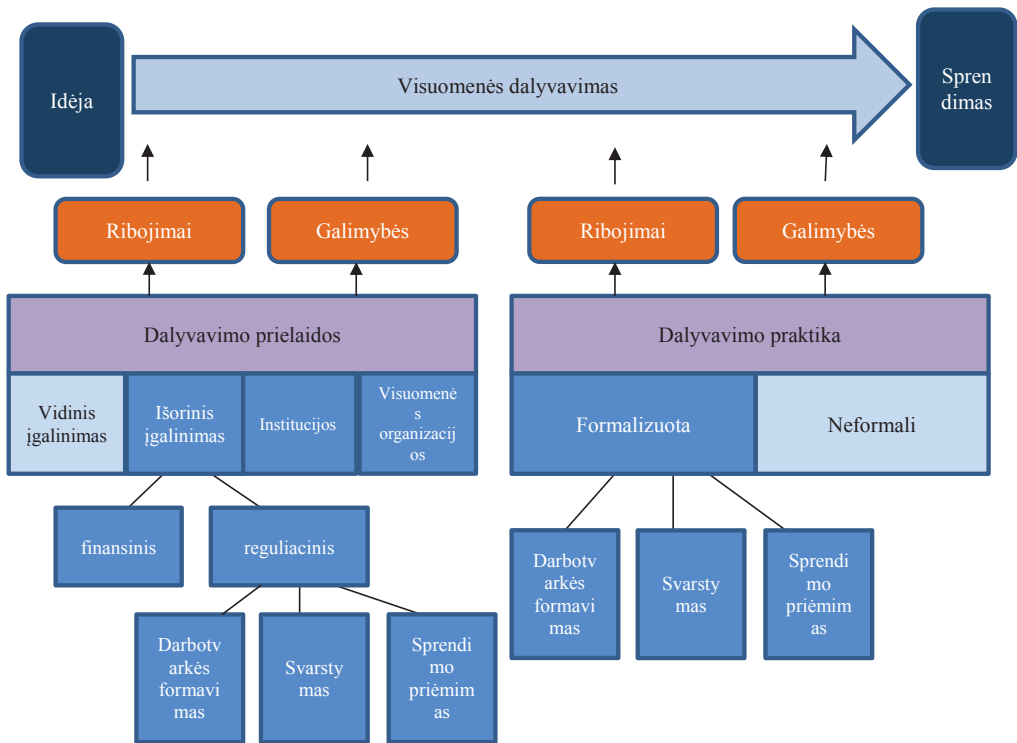 Idėja
Visuomenės dalyvavimas
Spren
dimas
Ribojimai
Galimybės
Ribojimai
Galimybės
Dalyvavimo prielaidos
Dalyvavimo praktika
Vidinis
įgalinimas
Išorinis
įgalinimas
Institucijos
Visuomenė
s
organizacij
os
Formalizuota
Neformali
finansinis
reguliacinis
Darbotv
arkės
formavi
mas
Svarsty
mas
Sprendi
mo
priėmim
as
Darbotv
arkės
formavi
mas
Svarsty
mas
Sprendi
mo
priėmim
as